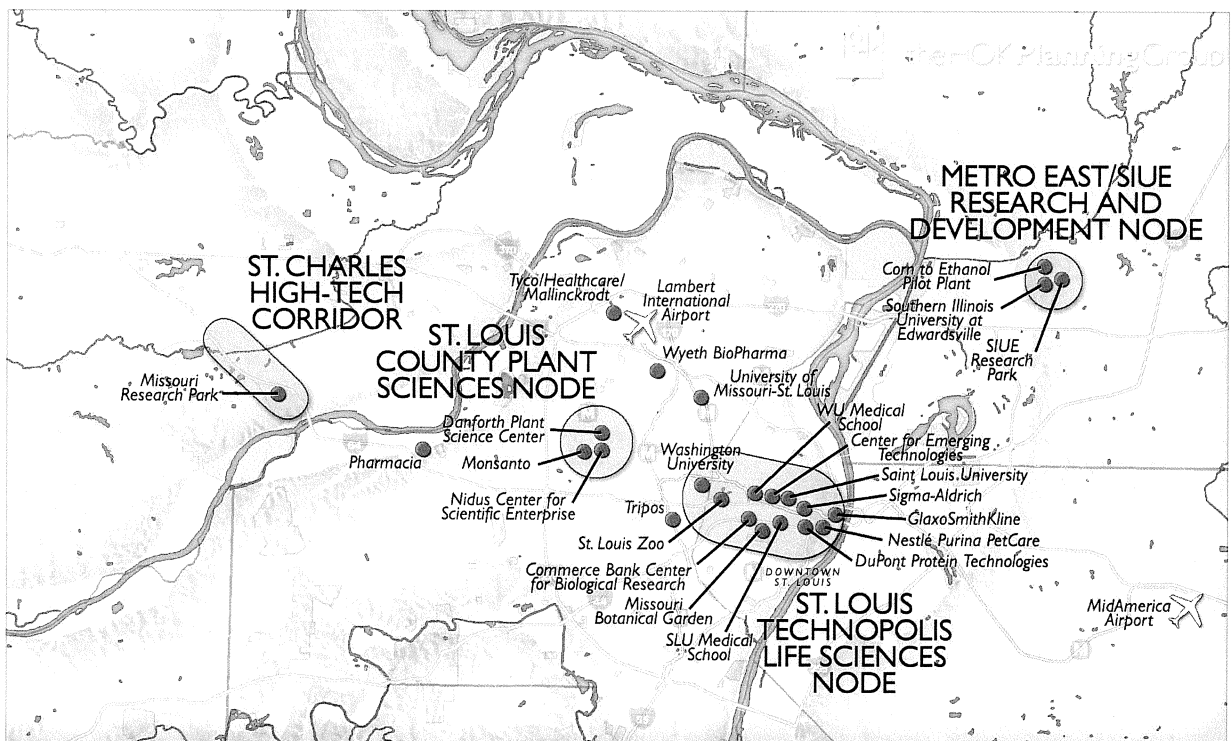 the HOK Planning Group
METRO EAST/SIUE
RESEARCH AND
DEVELOPMENT NODE
Corn to Ethanol
Pilot Plant
Southern Illinois
University at
Edwardsville
SIUE
Research
Park
ST. CHARLES
HIGH-TECH
CORRIDOR
Missouri
Research Park
Tyco/Healthcare/
Mallinckrodt
Lambert
International
Airport
ST. LOUIS
COUNTY PLANT
SCIENCES NODE
Wyeth BioPharma
University of
Missouri-St. Louis
Danforth Plant
Science Center
Monsanto
Nidus Center for
Scientific Enterprise
Pharmacia
WU Medical
School
Center for Emerging
Technologies
Washington
University
Saint Louis University
Sigma-Aldrich
GlaxoSmithKline
Nestlé Purina PetCare
DuPont Protein Technologies
Tripos
St. Louis Zoo
Commerce Bank Center
for Biological Research
Missouri
Botanical Garden
SLU Medical
School
DOWNTOWN
ST. LOUIS
ST. LOUIS
TECHNOPOLIS
LIFE SCIENCES
NODE
MidAmerica
Airport